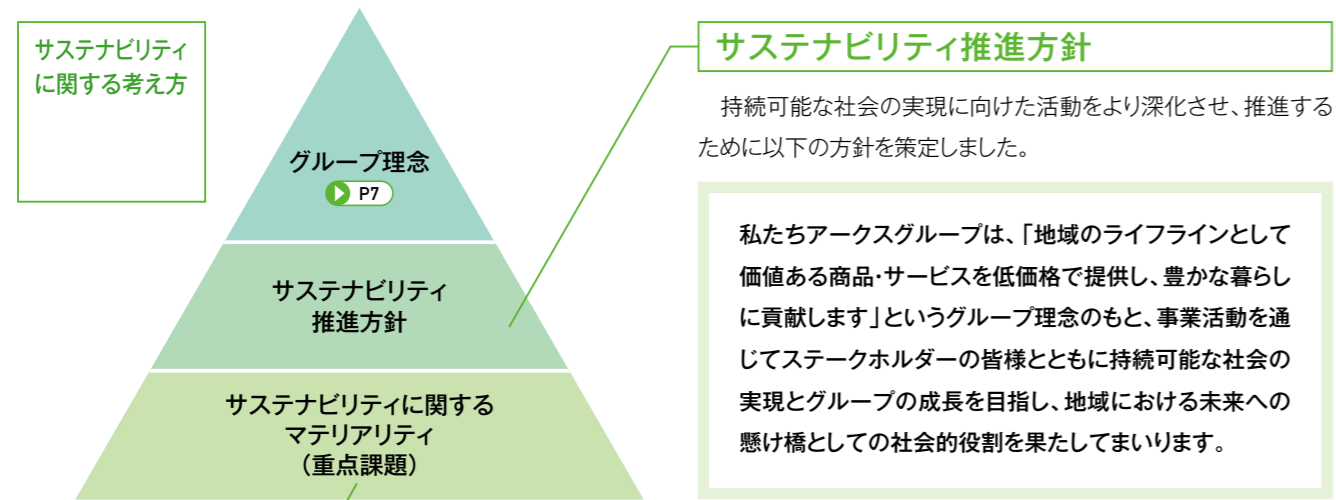 サステナビリティ
に関する考え方
グループ理念
P7
サステナビリティ
推進方針
サステナビリティに関する
マテリアリティ
（重点課題）
サステナビリティ推進方針
持続可能な社会の実現に向けた活動をより深化させ、推進する
ために以下の方針を策定しました。
私たちアークスグループは、「地域のライフラインとして
価値ある商品・サービスを低価格で提供し、豊かな暮らし
に貢献します」というグループ理念のもと、事業活動を通
じてステークホルダーの皆様とともに持続可能な社会の
実現とグループの成長を目指し、地域における未来への
懸け橋としての社会的役割を果たしてまいります。